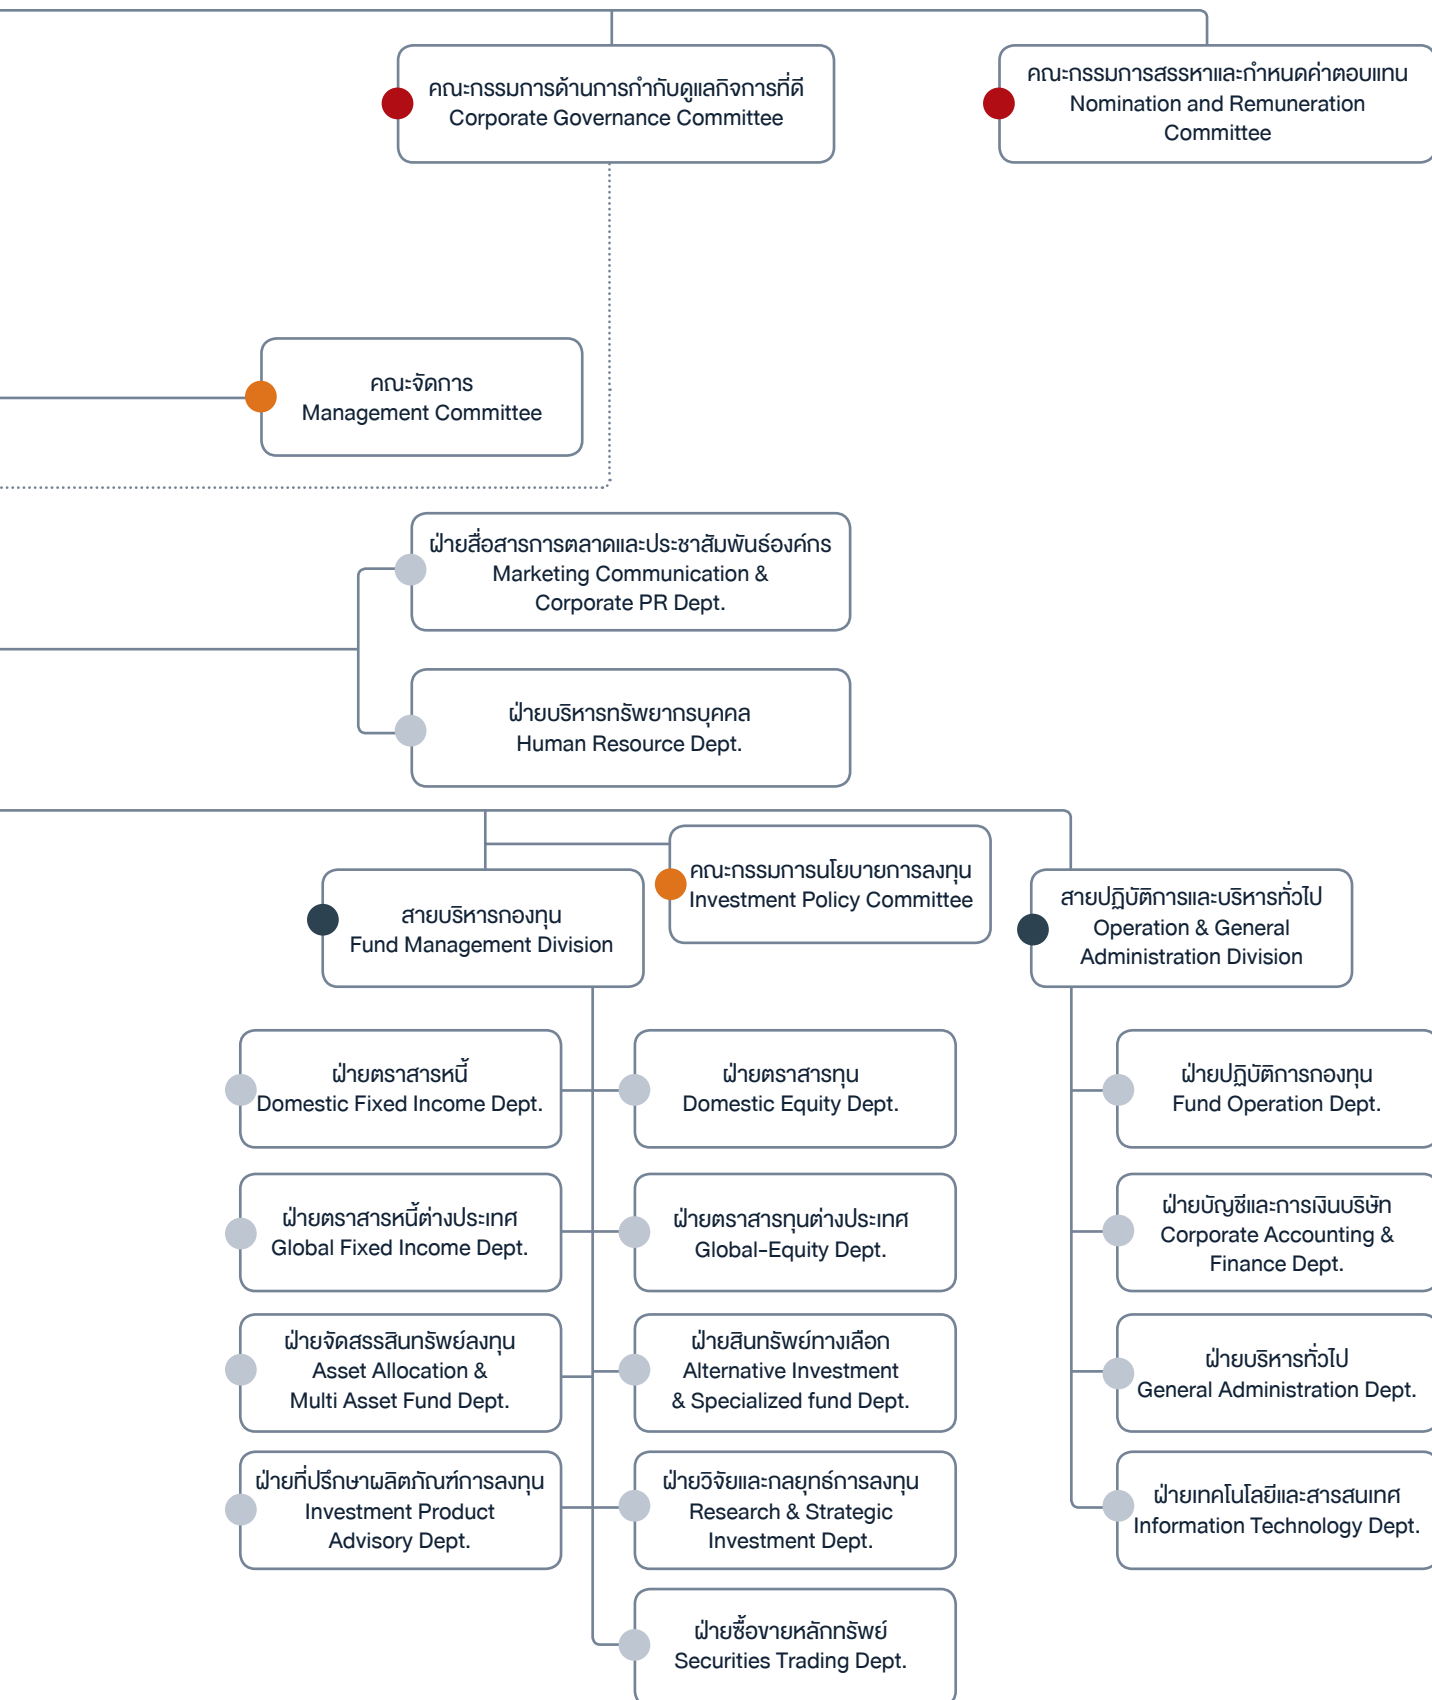 คณะกรรมการด้านการกำกับดูแลกิจการที่ดี
Corporate Governance Committee
คณะกรรมการสรรหาและกำหนดค่าตอบแทน
Nomination and Remuneration
Committee
คณะจัดการ
Management Committee
ฝ่ายสื่อสารการตลาดและประชาสัมพันธ์องค์กร
Marketing Communication &
Corporate PR Dept.
ฝ่ายบริหารทรัพยากรบุคคล
Human Resource Dept.
คณะกรรมการนโยบายการลงทุน
Investment Policy Committee
สายบริหารกองทุน
Fund Management Division
สายปฏิบัติการและบริหารทั่วไป
Operation & General
Administration Division
ฝ่ายตราสารหนี้
Domestic Fixed Income Dept.
ฝ่ายตราสารทุน
Domestic Equity Dept.
ฝ่ายปฏิบัติการกองทุน
Fund Operation Dept.
ฝ่ายตราสารหนี้ต่างประเทศ
Global Fixed Income Dept.
ฝ่ายตราสารทุนต่างประเทศ
Global-Equity Dept.
ฝ่ายบัญชีและการเงินบริษัท
Corporate Accounting &
Finance Dept.
ฝ่ายจัดสรรสินทรัพย์ลงทุน
Asset Allocation &
Multi Asset Fund Dept.
ฝ่ายสินทรัพย์ทางเลือก
Alternative Investment
& Specialized fund Dept.
ฝ่ายบริหารทั่วไป
General Administration Dept.
ฝ่ายที่ปรึกษาผลิตภัณฑ์การลงทุน
Investment Product
Advisory Dept.
ฝ่ายวิจัยและกลยุทธ์การลงทุน
Research & Strategic
Investment Dept.
ฝ่ายเทคโนโลยีและสารสนเทศ
Information Technology Dept.
ฝ่ายซื้อขายหลักทรัพย์
Securities Trading Dept.